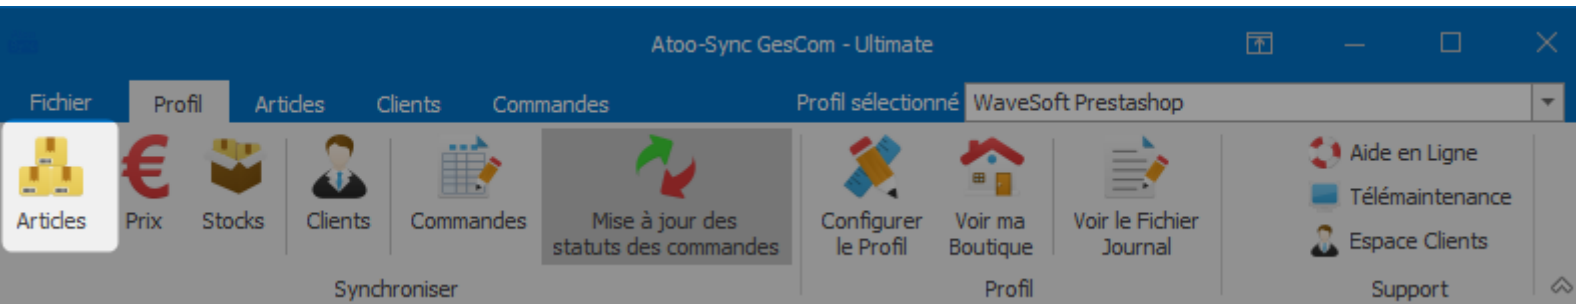 Atoo-Sync GesCom - Ultimate
Fichier Profil Articles Clients Commandes Profil sélectionné WaveSoft Prestashop
Articles Prix Stocks Clients Commandes Mise à jour des statuts des commandes Configurer le Profil Voir ma Boutique Voir le Fichier Journal
Aide en Ligne
Télémaintenance
Espace Clients
Synchroniser Profil Support